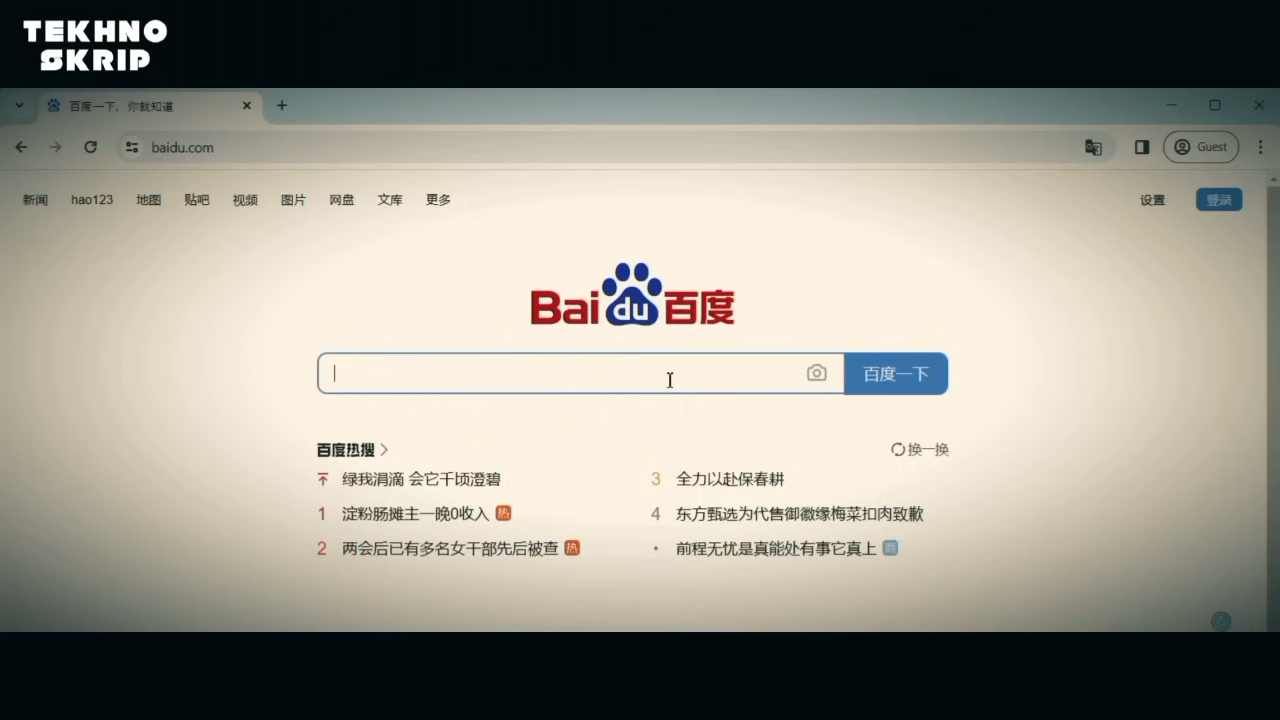 TEKHNO
SKRIP
百度一下，你就知道
baidu.com
Guest
新闻 hao123 地图 贴吧 视频 图片 网盘 文库 更多
设置 登录
Bai du 百度
百度一下
百度热搜
换一换
绿我涓滴 会它千顷澄碧
1 淀粉肠摊主一晚0收入 热
2 两会后已有多名女干部先后被查 热
3 全力以赴保春耕
4 东方甄选为代售御徽缘梅菜扣肉致歉
前程无忧是真能处有事它真上 商